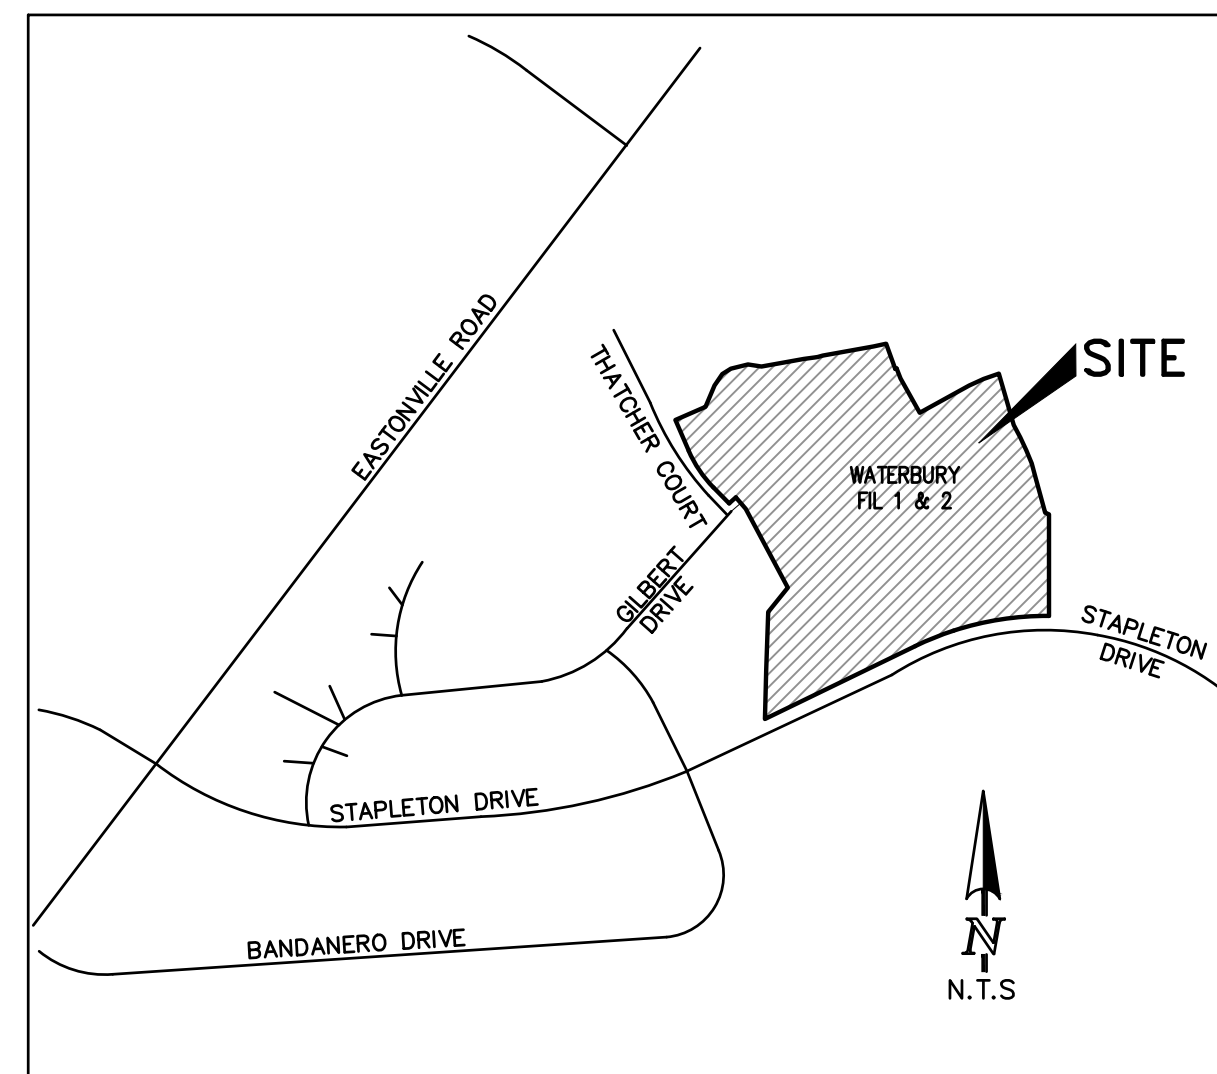 EASTONVILLE ROAD
THATCHER COURT
SITE
WATERBURY
FIL 1 & 2
GILBERT
DRIVE
STAPLETON
DRIVE
STAPLETON DRIVE
BANDANERO DRIVE
N
N.T.S